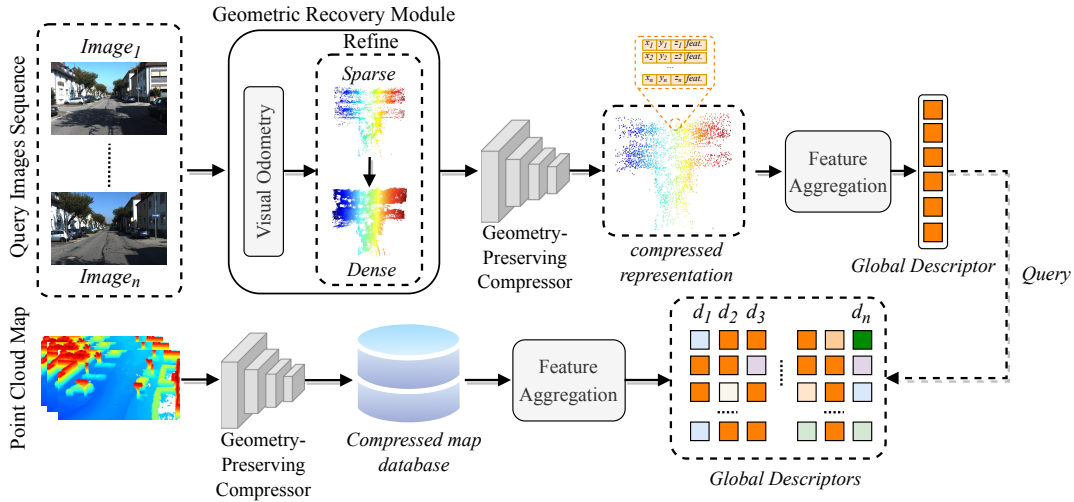 Geometric Recovery Module
Query Images Sequence
Image1
Imagen
Visual Odometry
Refine
Sparse
Dense
Geometry-
Preserving
Compressor
x1 y1 z1 feat.
x2 y2 z2 feat.
...
xn yn zn feat.
compressed
representation
Feature
Aggregation
Global Descriptor
Query
Point Cloud Map
Geometry-
Preserving
Compressor
Compressed map
database
Feature
Aggregation
d1 d2 d3 dn
Global Descriptors